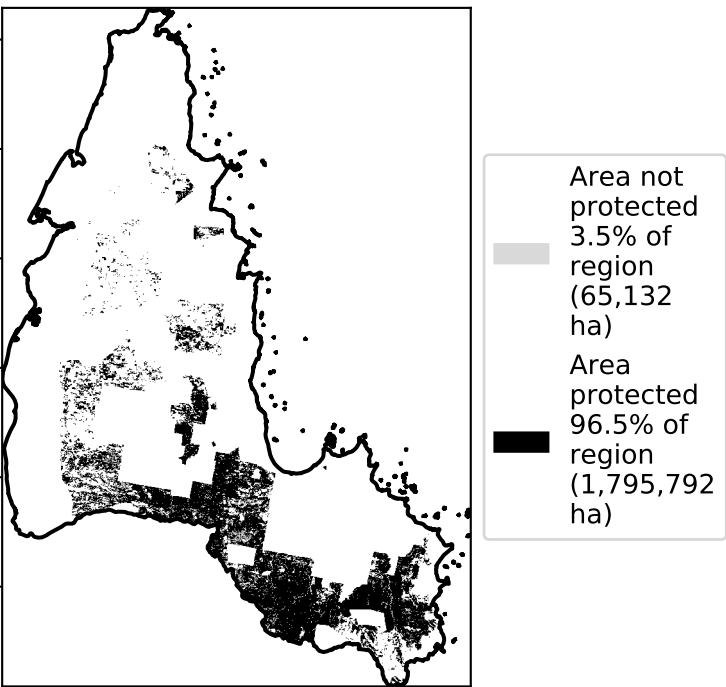 Area not
protected
3.5% of
region
(65,132
ha)
Area
protected
96.5% of
region
(1,795,792
ha)